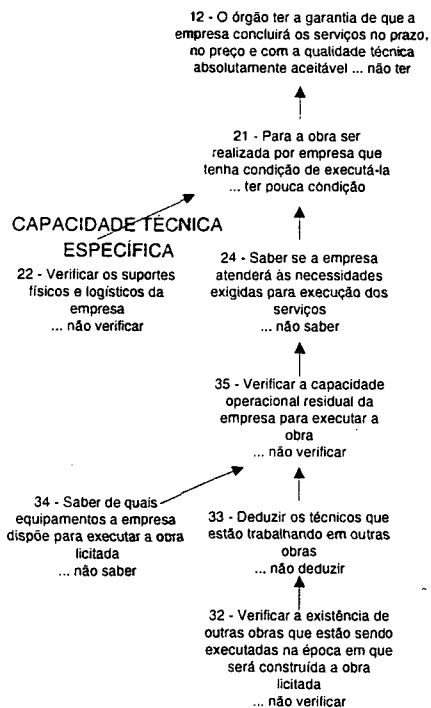 12 - O órgão ter a garantia de que a
empresa concluirá os serviços no prazo,
no preço e com a qualidade técnica
absolutamente aceitável ... não ter
21 - Para a obra ser
realizada por empresa que
tenha condição de executá-la
... ter pouca condição
CAPACIDADE TÉCNICA
ESPECÍFICA
22 - Verificar os suportes
físicos e logísticos da
empresa
... não verificar
24 - Saber se a empresa
atenderá às necessidades
exigidas para execução dos
serviços
... não saber
35 - Verificar a capacidade
operacional residual da
empresa para executar a
obra
... não verificar
34 - Saber de quais
equipamentos a empresa
dispõe para executar a obra
licitada
... não saber
33 - Deduzir os técnicos que
estão trabalhando em outras
obras
... não deduzir
32 - Verificar a existência de
outras obras que estão sendo
executadas na época em que
será construída a obra
licitada
... não verificar